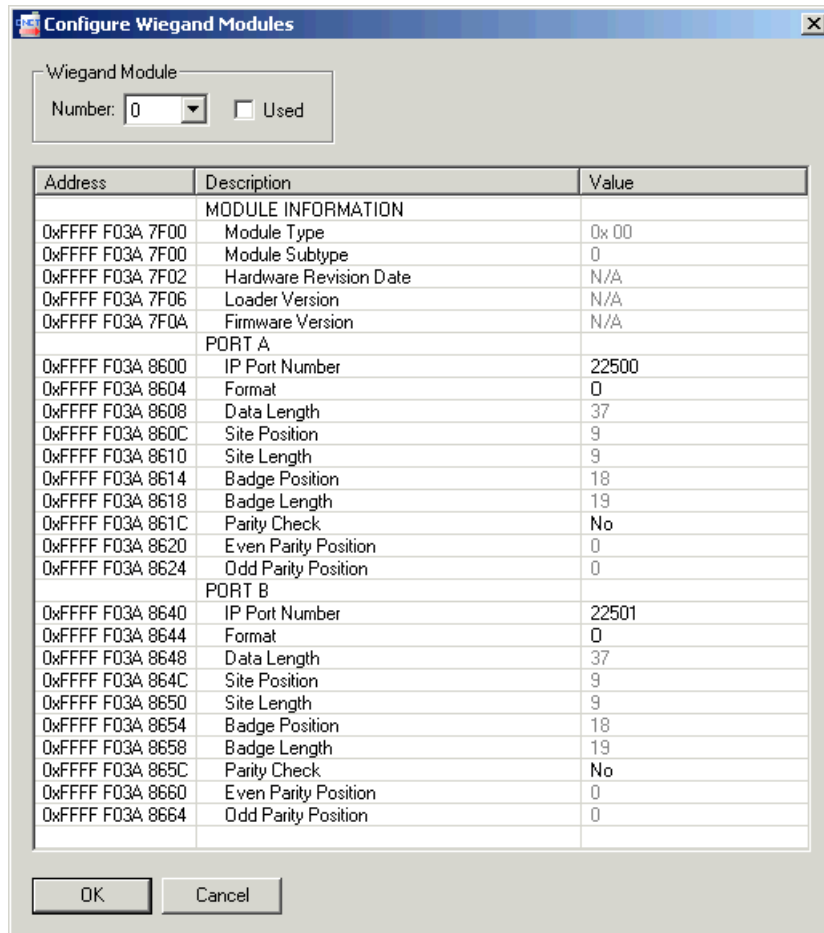 Configure Wiegand Modules
Wiegand Module
Number: 0 Used
Address Description Value
MODULE INFORMATION
0xFFFF F03A 7F00 Module Type 0x 00
0xFFFF F03A 7F00 Module Subtype 0
0xFFFF F03A 7F02 Hardware Revision Date N/A
0xFFFF F03A 7F06 Loader Version N/A
0xFFFF F03A 7F0A Firmware Version N/A
PORT A
0xFFFF F03A 8600 IP Port Number 22500
0xFFFF F03A 8604 Format O
0xFFFF F03A 8608 Data Length 37
0xFFFF F03A 860C Site Position 9
0xFFFF F03A 8610 Site Length 9
0xFFFF F03A 8614 Badge Position 18
0xFFFF F03A 8618 Badge Length 19
0xFFFF F03A 861C Parity Check No
0xFFFF F03A 8620 Even Parity Position 0
0xFFFF F03A 8624 Odd Parity Position 0
PORT B
0xFFFF F03A 8640 IP Port Number 22501
0xFFFF F03A 8644 Format O
0xFFFF F03A 8648 Data Length 37
0xFFFF F03A 864C Site Position 9
0xFFFF F03A 8650 Site Length 9
0xFFFF F03A 8654 Badge Position 18
0xFFFF F03A 8658 Badge Length 19
0xFFFF F03A 865C Parity Check No
0xFFFF F03A 8660 Even Parity Position 0
0xFFFF F03A 8664 Odd Parity Position 0
OK Cancel